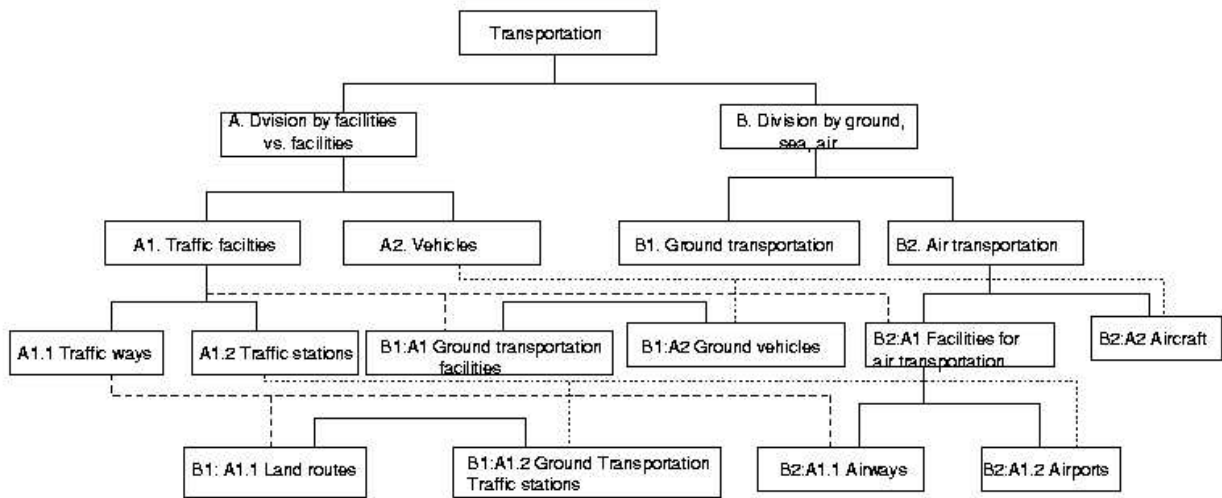 Transportation
A. Dvision by facilities
vs. facilities
B. Division by ground,
sea, air
A1. Traffic facilties
A2. Vehicles
B1. Ground transportation
B2. Air transportation
A1.1 Traffic ways
A1.2 Traffic stations
B1:A1 Ground transportation
facilities
B1:A2 Ground vehicles
B2:A1 Facilities for
air transportation
B2:A2 Aircraft
B1: A1.1 Land routes
B1:A1.2 Ground Transportation
Traffic stations
B2:A1.1 Airways
B2:A1.2 Airports